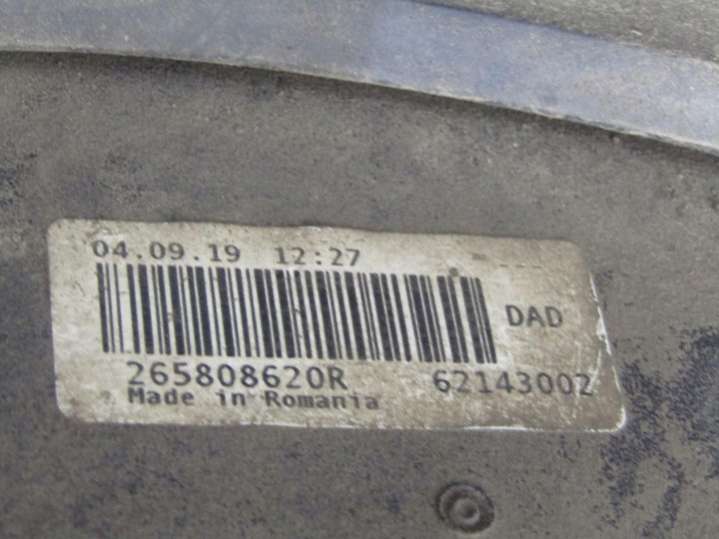 04.09.19 12:27
DAD
265808620R 62143002
Made in Romania